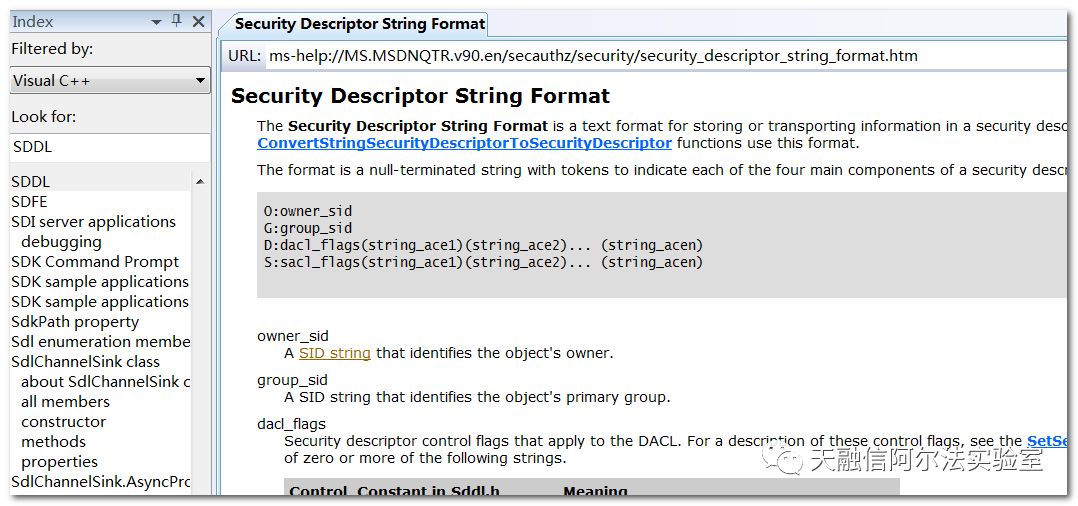 Index
Filtered by:
Visual C++
Look for:
SDDL
SDDL
SDFE
SDI server applications
debugging
SDK Command Prompt
SDK sample applications
SDK sample applications
SdkPath property
Sdl enumeration membe
SdlChannelSink class
about SdlChannelSink c
all members
constructor
methods
properties
SdlChannelSink.AsyncPrc
Security Descriptor String Format
URL: ms-help://MS.MSDNQTR.v90.en/secauthz/security/security_descriptor_string_format.htm
Security Descriptor String Format
The Security Descriptor String Format is a text format for storing or transporting information in a security desc
ConvertStringSecurityDescriptorToSecurityDescriptor functions use this format.
The format is a null-terminated string with tokens to indicate each of the four main components of a security descr
O:owner_sid
G:group_sid
D:dacl_flags(string_ace1)(string_ace2)... (string_acen)
S:sacl_flags(string_ace1)(string_ace2)... (string_acen)
owner_sid
A SID string that identifies the object's owner.
group_sid
A SID string that identifies the object's primary group.
dacl_flags
Security descriptor control flags that apply to the DACL. For a description of these control flags, see the SetSe
of zero or more of the following strings.
Control Constant in Sddl.h Meaning
天融信阿尔法实验室